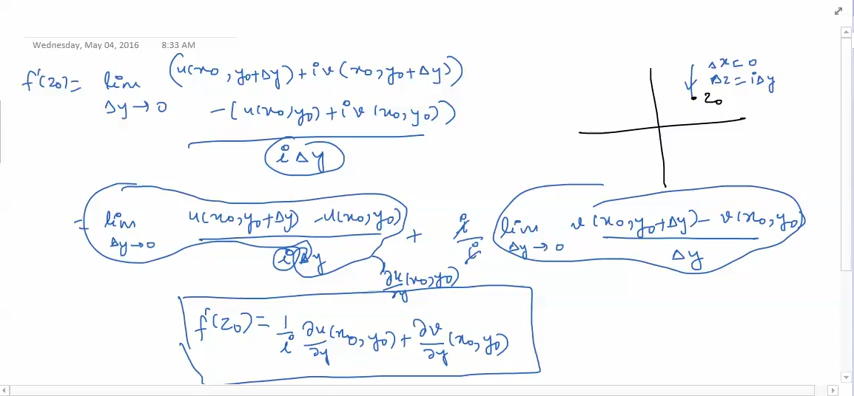 Wednesday, May 04, 2016 8:33 AM
f'(z₀) = lim Δy→0 (u(x₀, y₀+Δy) + iv(x₀, y₀+Δy))
-[u(x₀, y₀) + iv(x₀, y₀))
iΔy
Δx=0
Δz = iΔy
z₀
= lim Δy→0 u(x₀, y₀+Δy) - u(x₀, y₀) / iΔy + i/i lim Δy→0 v(x₀, y₀+Δy) - v(x₀, y₀) / Δy
∂u/∂y (x₀, y₀)
f'(z₀) = 1/i ∂u/∂y (x₀, y₀) + ∂v/∂y (x₀, y₀)